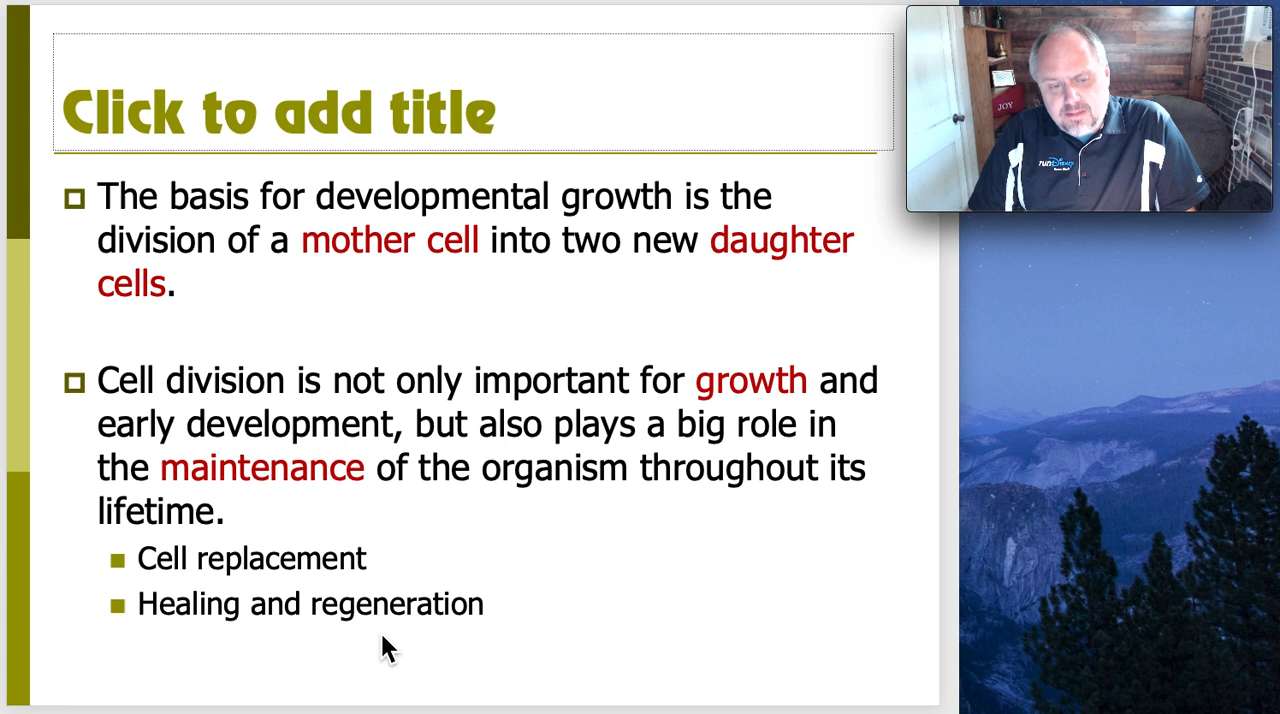 Click to add title
The basis for developmental growth is the
division of a mother cell into two new daughter
cells.
Cell division is not only important for growth and
early development, but also plays a big role in
the maintenance of the organism throughout its
lifetime.
Cell replacement
Healing and regeneration
JOY
runDisney